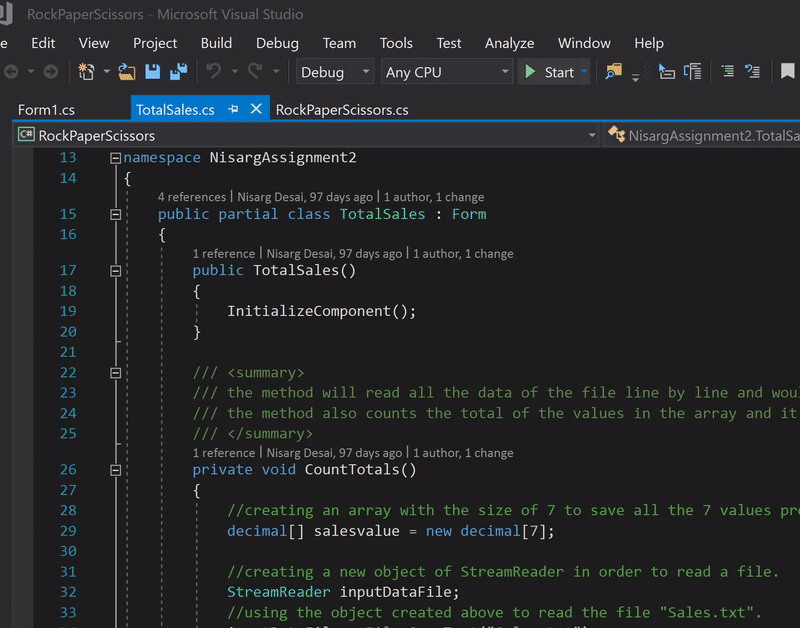 RockPaperScissors - Microsoft Visual Studio
e Edit View Project Build Debug Team Tools Test Analyze Window Help
Debug Any CPU Start
Form1.cs TotalSales.cs RockPaperScissors.cs
C# RockPaperScissors NisargAssignment2.TotalSa
13 namespace NisargAssignment2
14 {
4 references | Nisarg Desai, 97 days ago | 1 author, 1 change
15 public partial class TotalSales : Form
16 {
1 reference | Nisarg Desai, 97 days ago | 1 author, 1 change
17 public TotalSales()
18 {
19 InitializeComponent();
20 }
21
22 /// <summary>
23 /// the method will read all the data of the file line by line and woul
24 /// the method also counts the total of the values in the array and it
25 /// </summary>
1 reference | Nisarg Desai, 97 days ago | 1 author, 1 change
26 private void CountTotals()
27 {
28 //creating an array with the size of 7 to save all the 7 values pro
29 decimal[] salesvalue = new decimal[7];
30
31 //creating a new object of StreamReader in order to read a file.
32 StreamReader inputDataFile;
33 //using the object created above to read the file "Sales.txt".